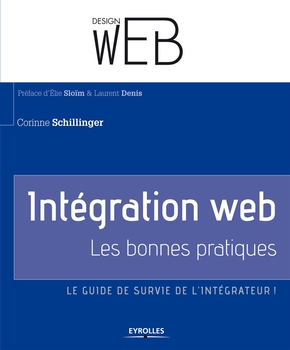 DESIGN
WEB
Préface d'Élie Sloïm & Laurent Denis
Corinne Schillinger
Intégration web
Les bonnes pratiques
LE GUIDE DE SURVIE DE L'INTÉGRATEUR !
EYROLLES